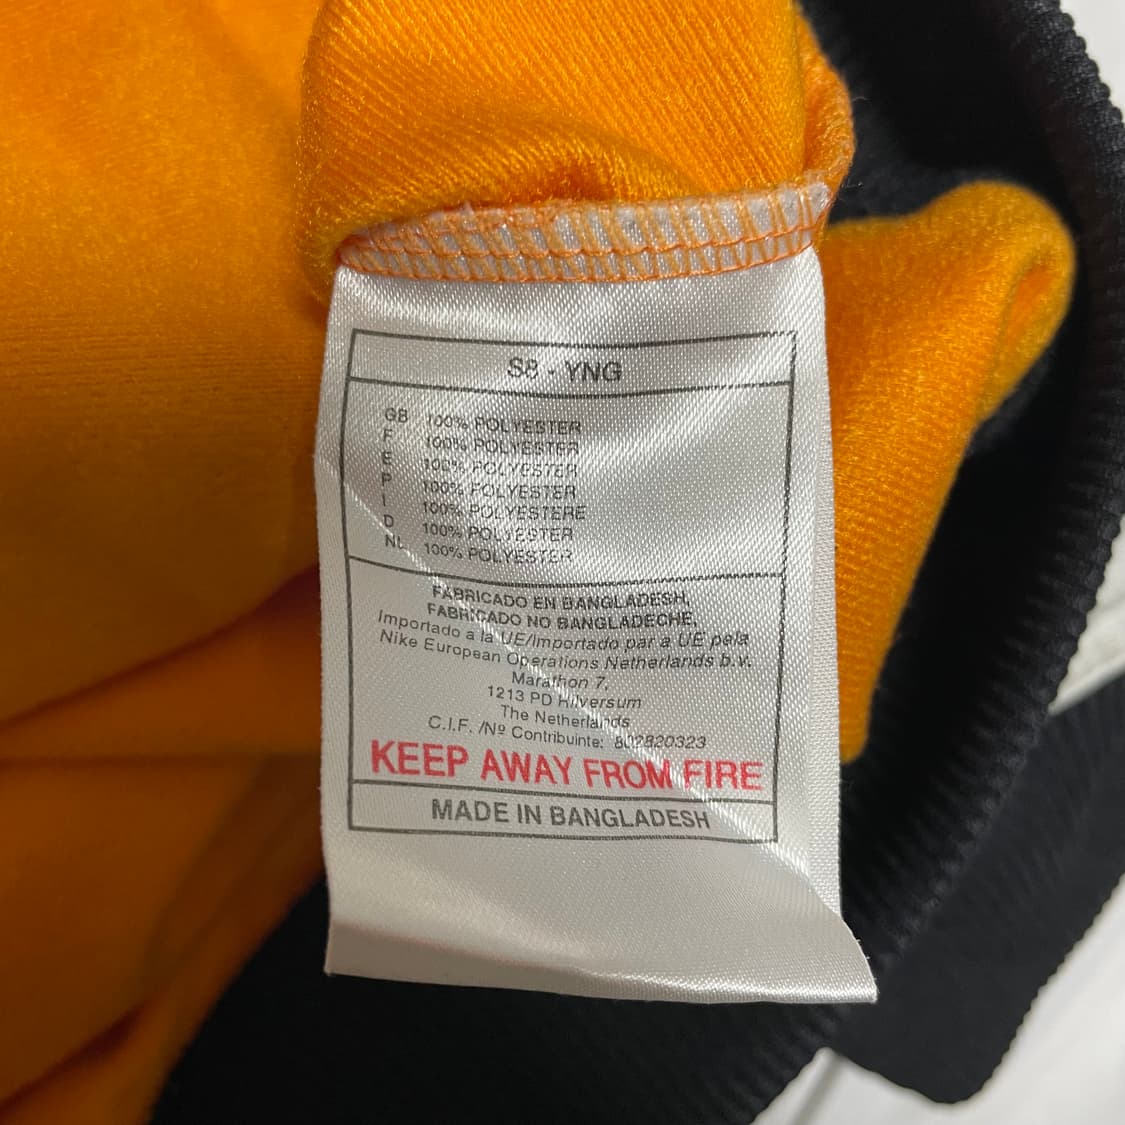 S8 - YNG
GB 100% POLYESTER
F 100% POLYESTER
E 100% POLYESTER
P 100% POLYESTER
I 100% POLYESTERE
D 100% POLYESTER
NL 100% POLYESTER
FABRICADO EN BANGLADESH,
FABRICADO NO BANGLADECHE,
Importado a la UE/Importado par a UE pela
Nike European Operations Netherlands b.v.
Marathon 7,
1213 PD Hilversum
The Netherlands
C.I.F. /Nº Contribuinte: 802820323
KEEP AWAY FROM FIRE
MADE IN BANGLADESH